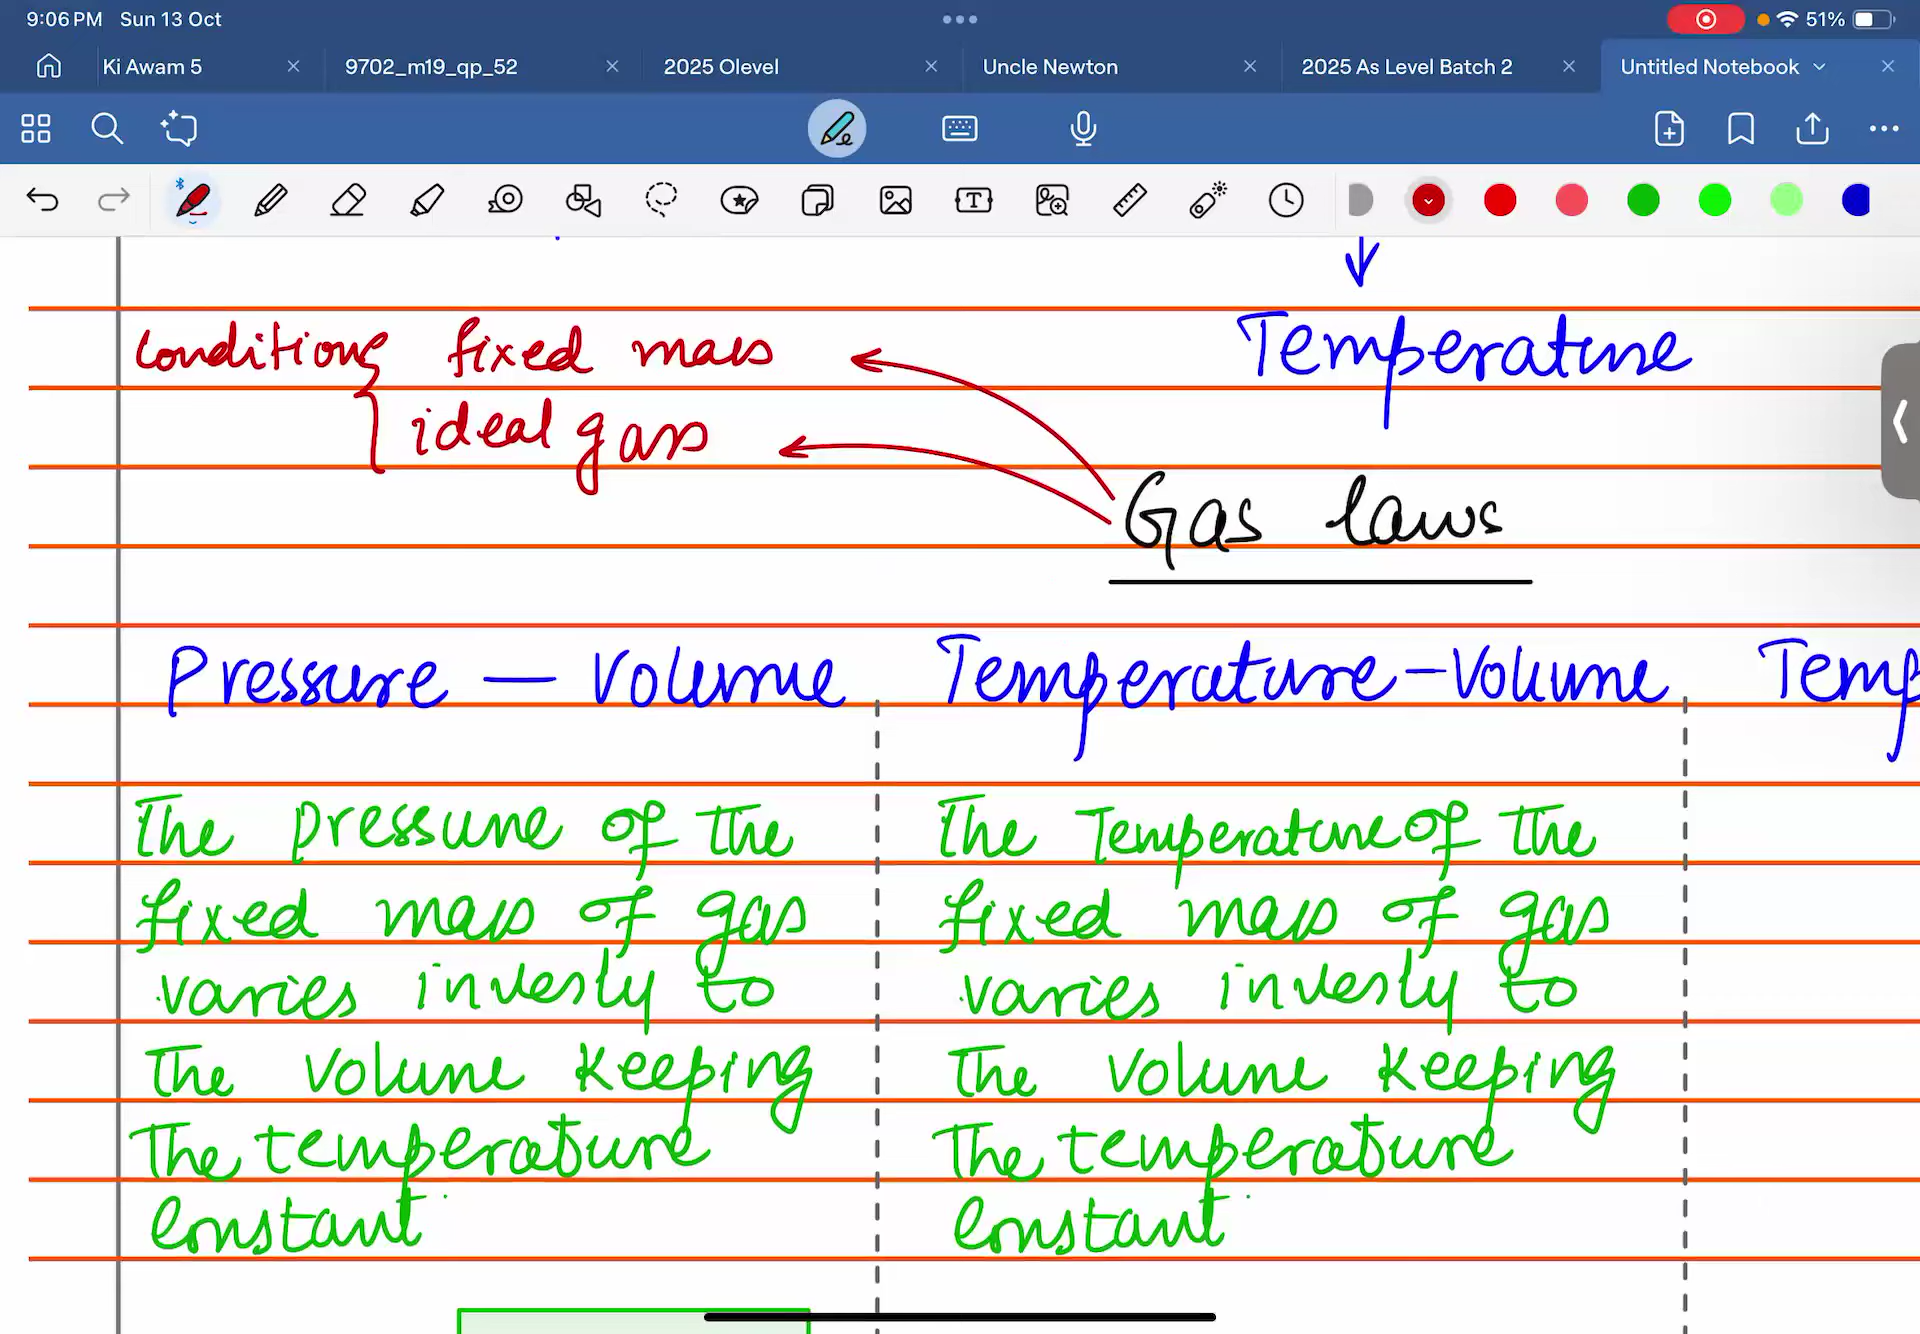 9:06 PM Sun 13 Oct
51%
Ki Awam 5
9702_m19_qp_52
2025 Olevel
Uncle Newton
2025 As Level Batch 2
Untitled Notebook
Temperature
Conditions fixed mass
ideal gas
Gas laws
Pressure — Volume
Temperature – Volume
Temp
The pressure of the
fixed mass of gas
varies inversly to
The volume keeping
The temperature
constant
The Temperature of the
fixed mass of gas
varies inversly to
The volume keeping
The temperature
constant